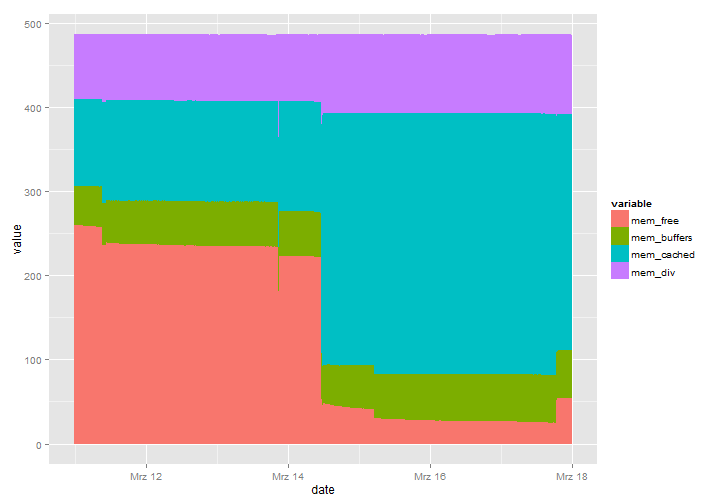 500
400
300
200
100
0
value
Mrz 12 Mrz 14 Mrz 16 Mrz 18
date
variable
mem_free
mem_buffers
mem_cached
mem_div